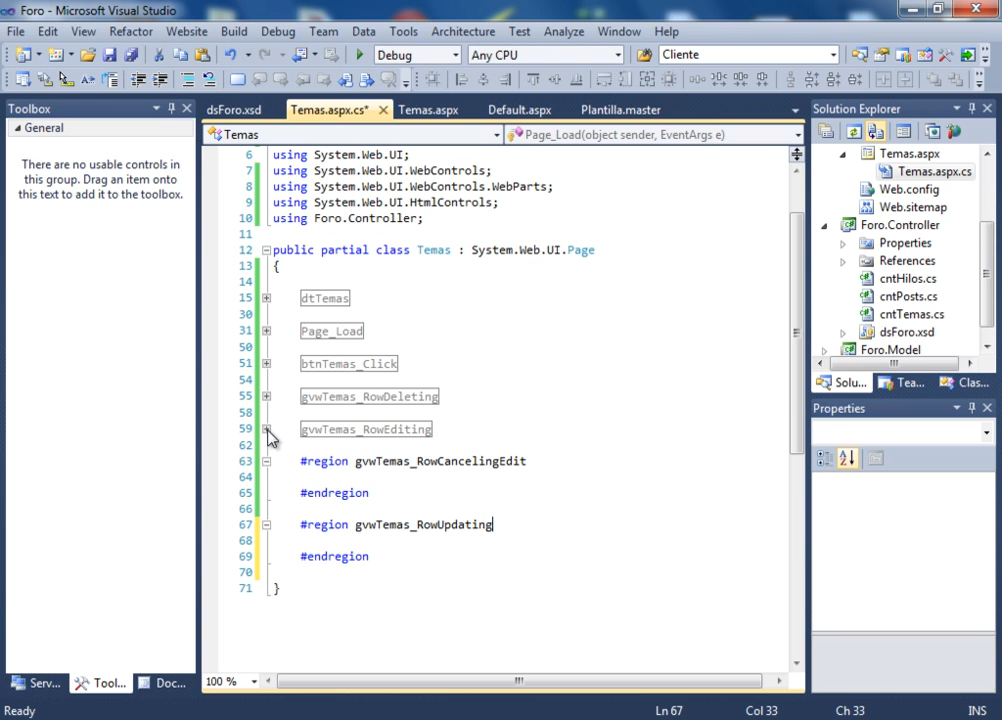 Foro - Microsoft Visual Studio
File Edit View Refactor Website Build Debug Team Data Tools Architecture Test Analyze Window Help
Debug Any CPU Cliente
Toolbox
General
There are no usable controls in
this group. Drag an item onto
this text to add it to the toolbox.
Serv... Tool... Doc...
dsForo.xsd Temas.aspx.cs* Temas.aspx Default.aspx Plantilla.master
Temas Page_Load(object sender, EventArgs e)
6 using System.Web.UI;
7 using System.Web.UI.WebControls;
8 using System.Web.UI.WebControls.WebParts;
9 using System.Web.UI.HtmlControls;
10 using Foro.Controller;
11
12 public partial class Temas : System.Web.UI.Page
13 {
14
15 dtTemas
30
31 Page_Load
50
51 btnTemas_Click
54
55 gvwTemas_RowDeleting
58
59 gvwTemas_RowEditing
62
63 #region gvwTemas_RowCancelingEdit
64
65 #endregion
66
67 #region gvwTemas_RowUpdating
68
69 #endregion
70
71 }
100 %
Solution Explorer
Temas.aspx
Temas.aspx.cs
Web.config
Web.sitemap
Foro.Controller
Properties
References
cntHilos.cs
cntPosts.cs
cntTemas.cs
dsForo.xsd
Foro.Model
Solu... Tea... Clas...
Properties
Ready Ln 67 Col 33 Ch 33 INS